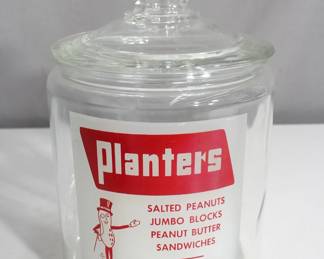 Planters
SALTED PEANUTS
JUMBO BLOCKS
PEANUT BUTTER
SANDWICHES